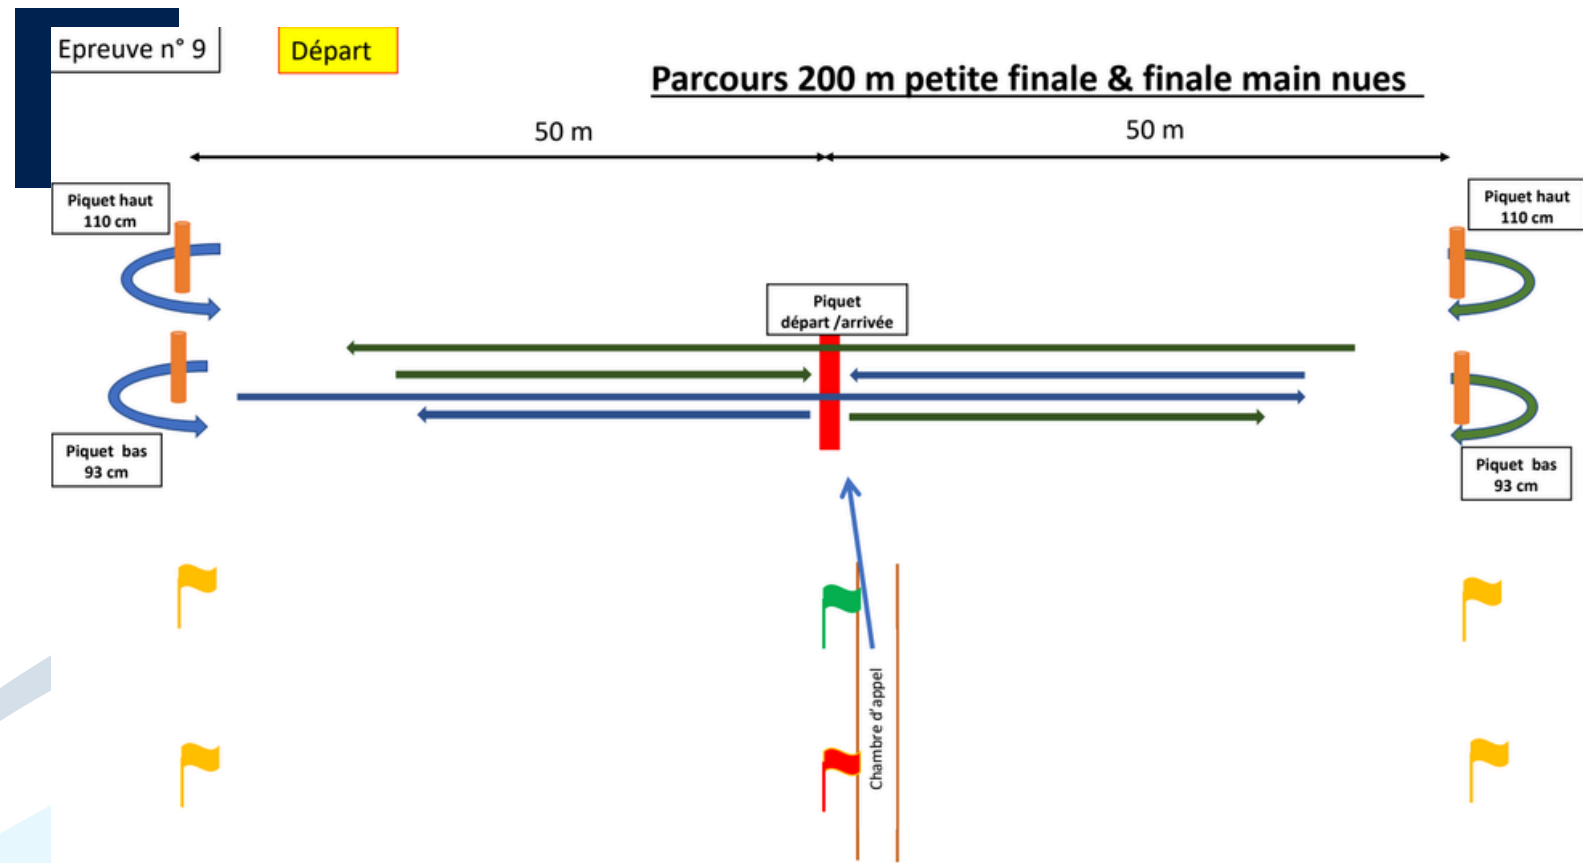 Epreuve n° 9
Départ
Parcours 200 m petite finale & finale main nues
50 m
50 m
Piquet haut
110 cm
Piquet haut
110 cm
Piquet
départ /arrivée
Piquet bas
93 cm
Piquet bas
93 cm
Chambre d'appel